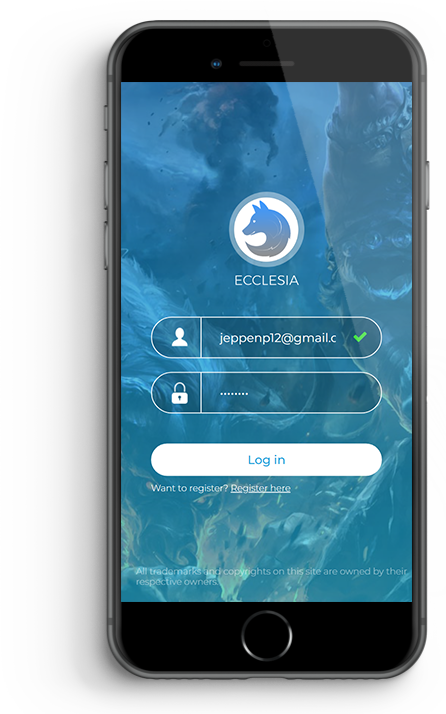 ECCLESIA
jeppenp12@gmail.c
••••••••
Log in
Want to register? Register here
All trademarks and copyrights on this site are owned by their
respective owners.